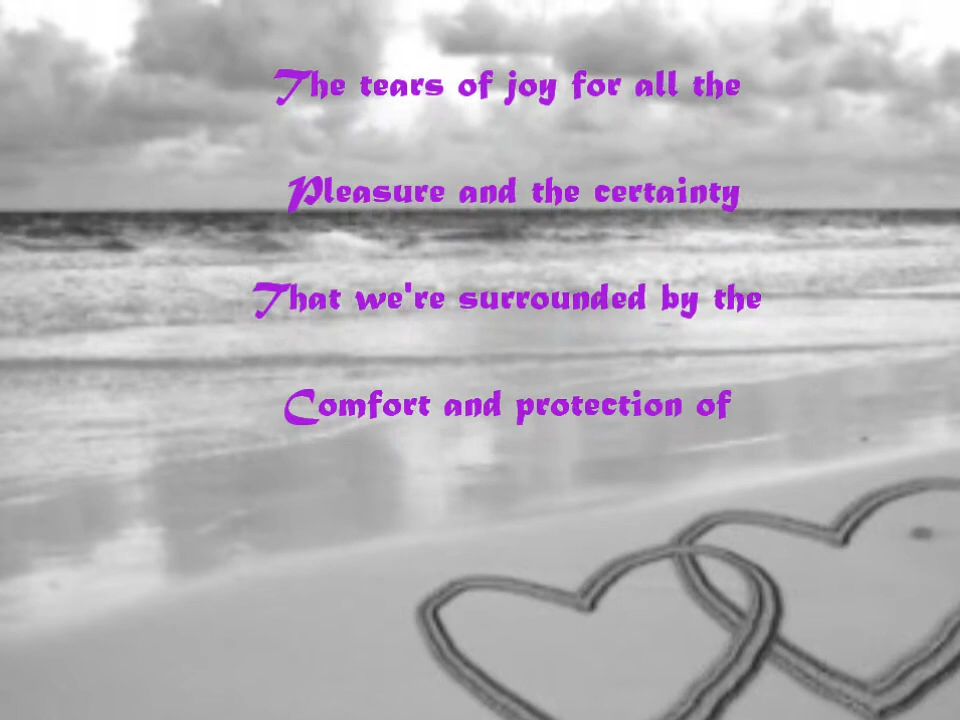 The tears of joy for all the
Pleasure and the certainty
That we're surrounded by the
Comfort and protection of